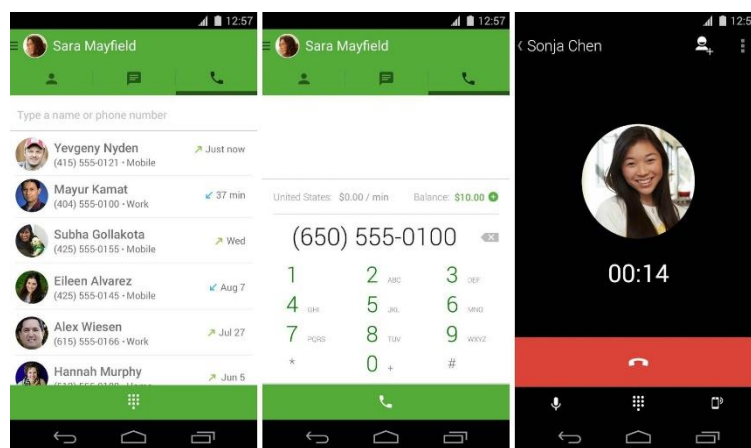 12:57
Sara Mayfield
Type a name or phone number
Yevgeny Nyden
(415) 555-0121 • Mobile
Just now
Mayur Kamat
(404) 555-0100 • Work
37 min
Subha Gollakota
(425) 555-0155 • Mobile
Wed
Eileen Alvarez
(425) 555-0145 • Mobile
Aug 7
Alex Wiesen
(615) 555-0166 • Work
Jul 27
Hannah Murphy
Jun 5
12:57
Sara Mayfield
United States: $0.00 / min Balance: $10.00
(650) 555-0100
1 2 ABC 3 DEF
4 GHI 5 JKL 6 MNO
7 PQRS 8 TUV 9 WXYZ
* 0 + #
Sonja Chen
00:14